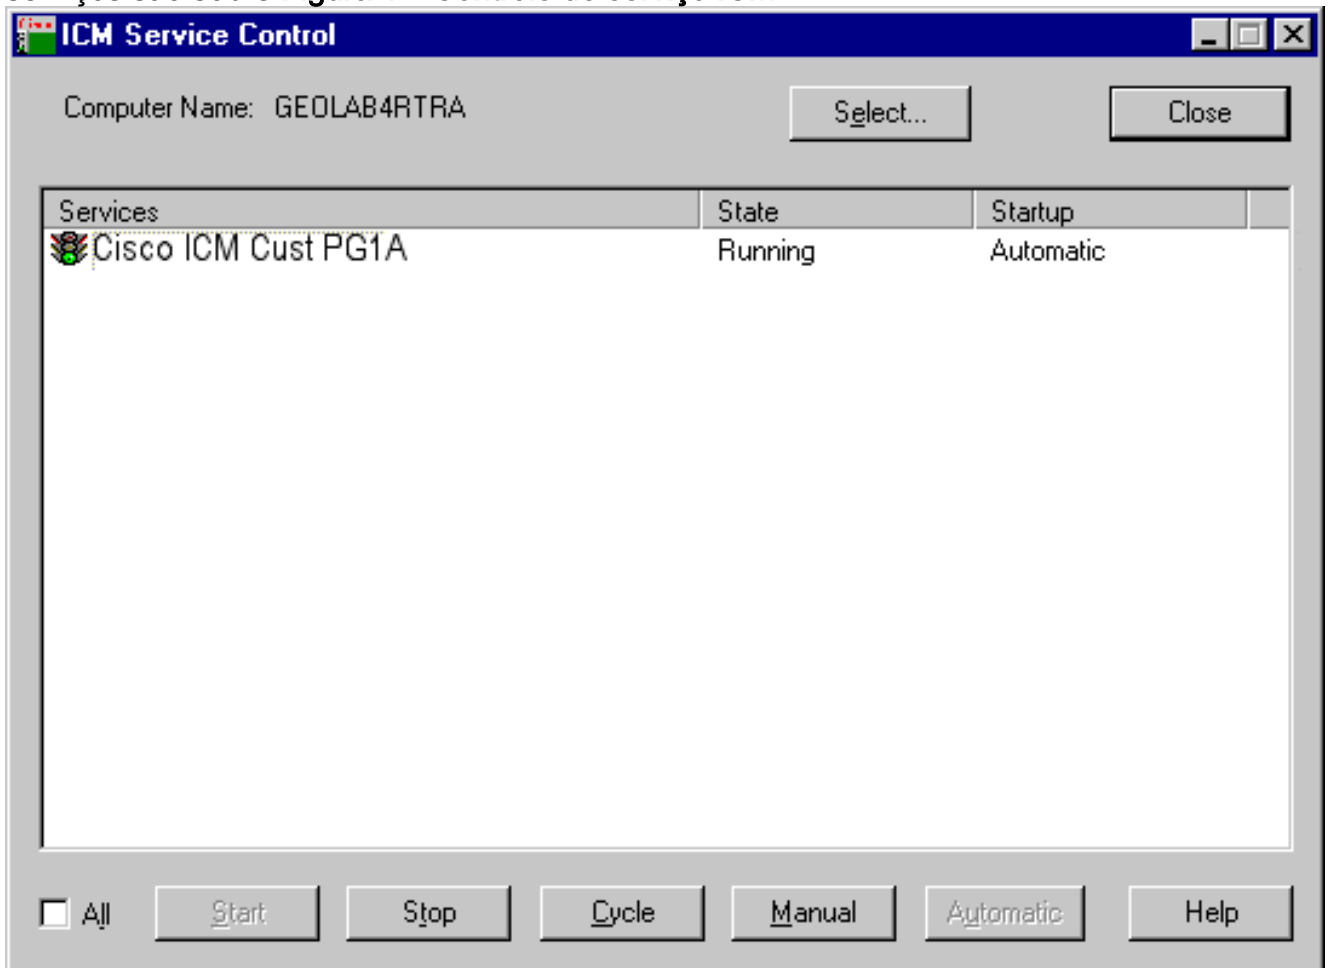 ICM Service Control
Computer Name: GEOLAB4RTRA
Select...
Close
Services State Startup
Cisco ICM Cust PG1A Running Automatic
All Start Stop Cycle Manual Automatic Help